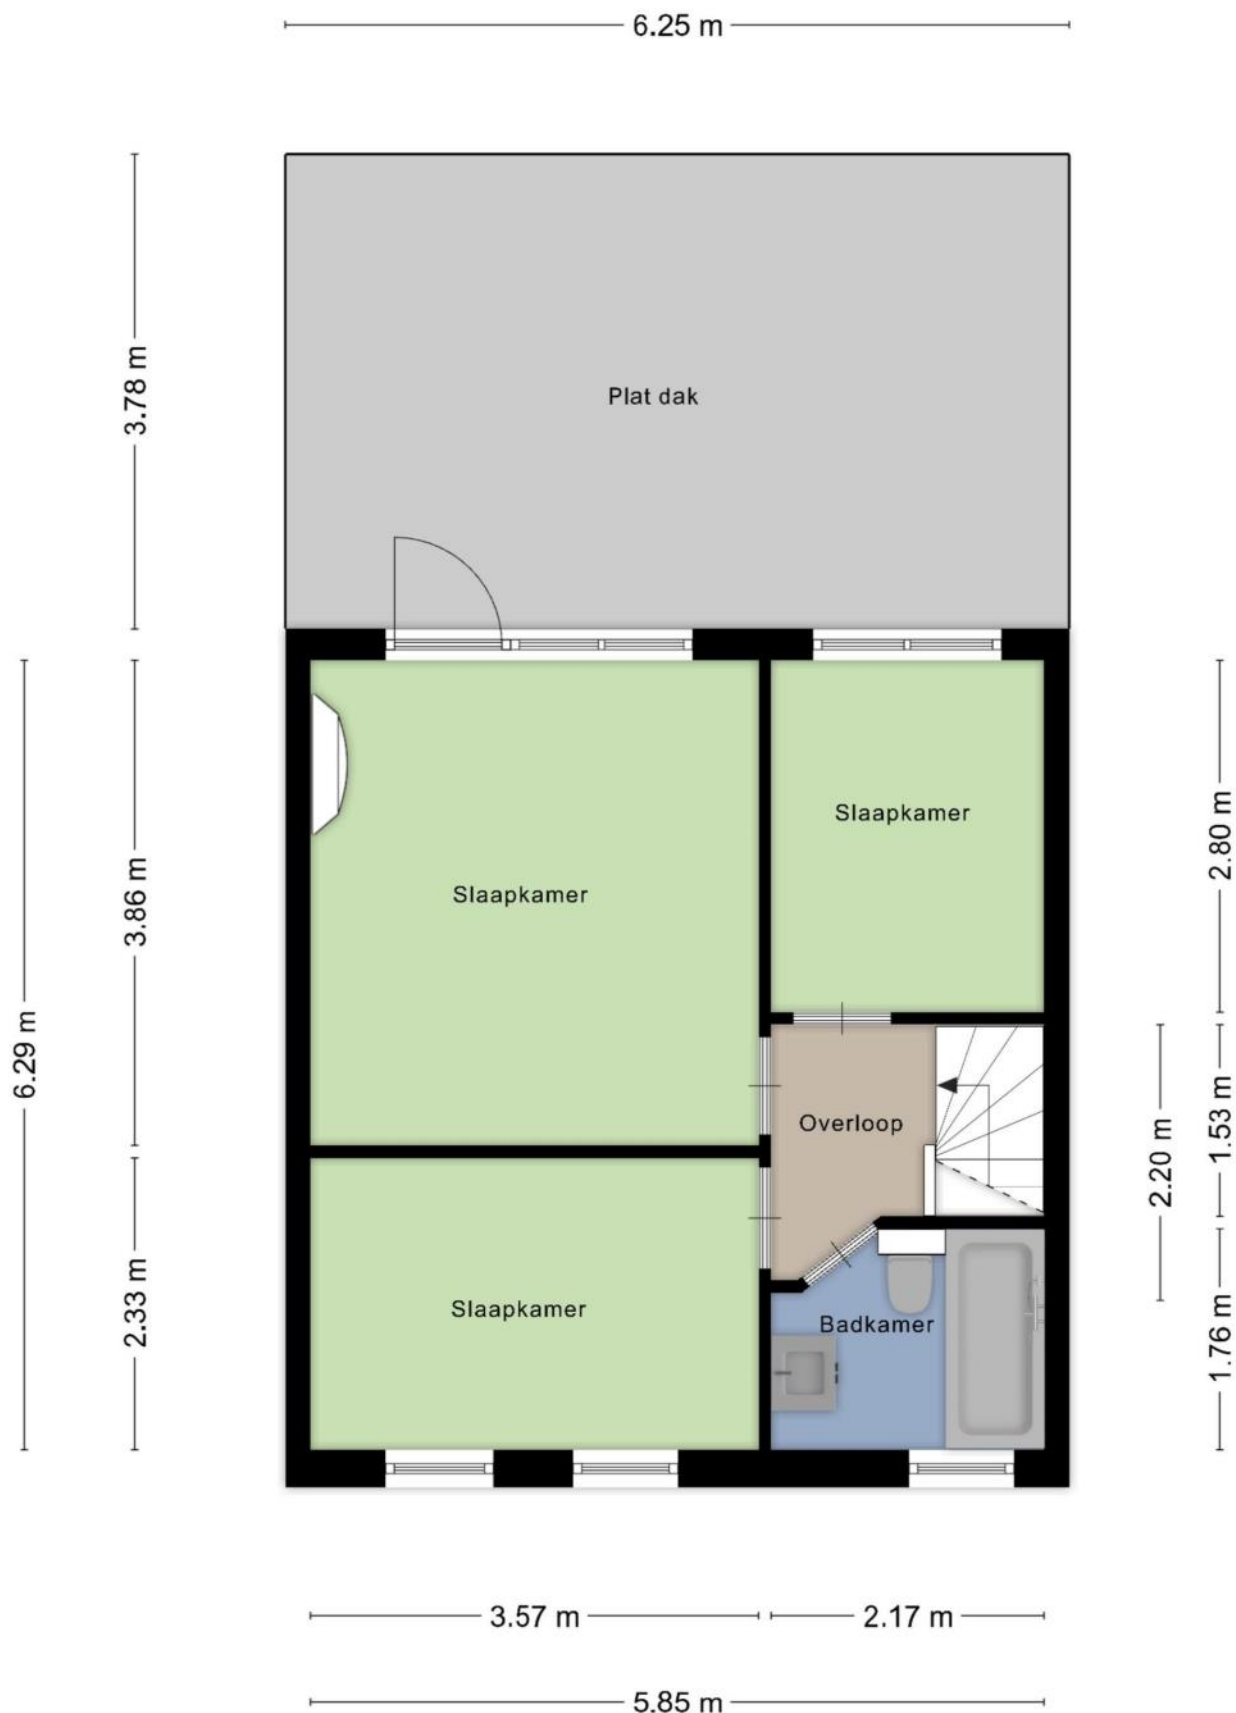 6.25 m
3.78 m
Plat dak
Slaapkamer
2.80 m
Slaapkamer
3.86 m
6.29 m
Overloop
1.53 m
2.20 m
2.33 m
Slaapkamer
Badkamer
1.76 m
3.57 m
2.17 m
5.85 m